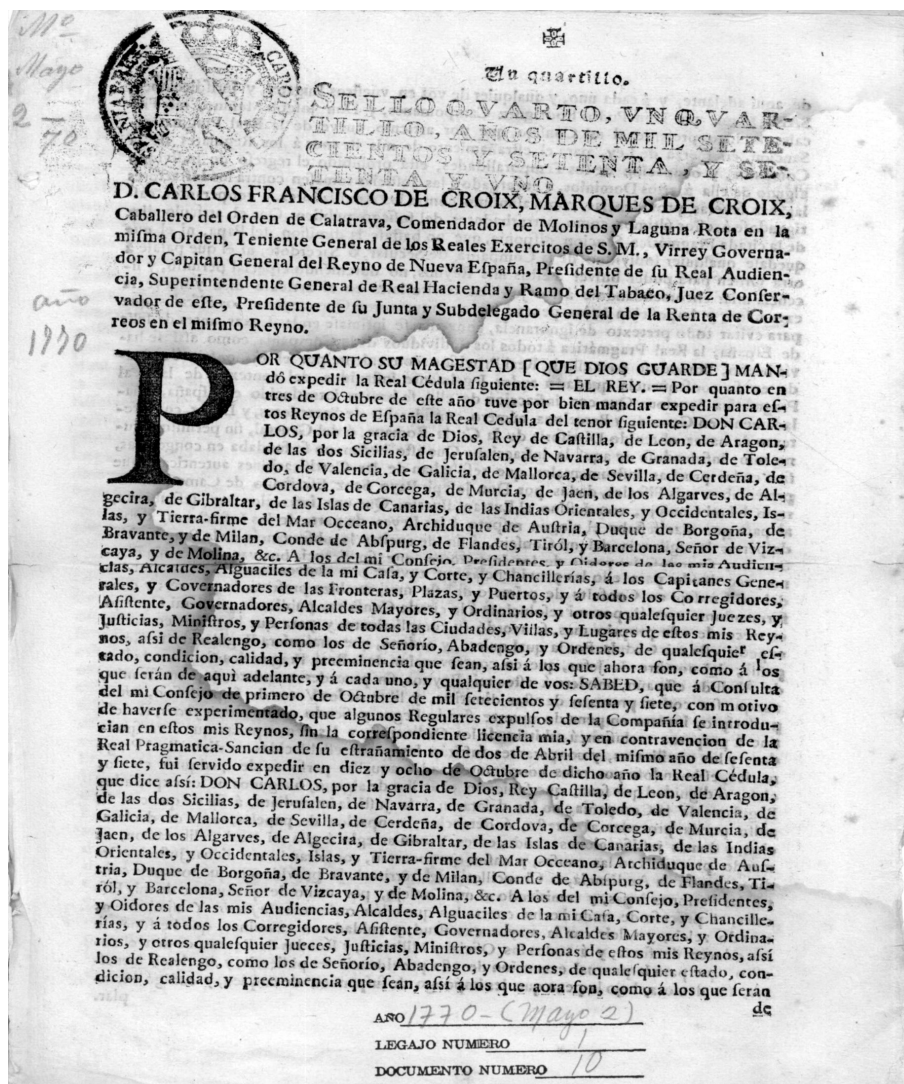 Mº
Mayo
2 —
70
año
1770
HISPANIAR. REX
CAROL
Un quartillo.
SELLO QVARTO, VN QVAR-
TILLO, AÑOS DE MIL SETE-
CIENTOS Y SETENTA, Y SE-
TENTA Y VNO
D. CARLOS FRANCISCO DE CROIX, MARQUES DE CROIX,
Caballero del Orden de Calatrava, Comendador de Molinos y Laguna Rota en la
miſma Orden, Teniente General de los Reales Exercitos de S. M., Virrey Governa-
dor y Capitan General del Reyno de Nueva Eſpaña, Preſidente de ſu Real Audien-
cia, Superintendente General de Real Hacienda y Ramo del Tabaco, Juez Conſer-
vador de eſte, Preſidente de ſu Junta y Subdelegado General de la Renta de Cor-
reos en el miſmo Reyno.
POR QUANTO SU MAGESTAD [QUE DIOS GUARDE] MAN-
dô expedir la Real Cédula ſiguiente: = EL REY. = Por quanto en
tres de Octubre de eſte año tuve por bien mandar expedir para eſ-
tos Reynos de Eſpaña la Real Cedula del tenor ſiguiente: DON CAR-
LOS, por la gracia de Dios, Rey de Caſtilla, de Leon, de Aragon,
de las dos Sicilias, de Jeruſalen, de Navarra, de Granada, de Tole-
do, de Valencia, de Galicia, de Mallorca, de Sevilla, de Cerdeña, de
Cordova, de Corcega, de Murcia, de Jaen, de los Algarves, de Al-
gecira, de Gibraltar, de las Islas de Canarias, de las Indias Orientales, y Occidentales, Is-
las, y Tierra-firme del Mar Occeano, Archiduque de Auſtria, Duque de Borgoña, de
Bravante, y de Milan, Conde de Abſpurg, de Flandes, Tiról, y Barcelona, Señor de Viz-
caya, y de Molina, &c. A los del mi Conſejo, Preſidentes, y Oidores de las mis Audien-
cias, Alcaldes, Alguaciles de la mi Caſa, y Corte, y Chancillerías, á los Capitanes Gene-
rales, y Governadores de las Fronteras, Plazas, y Puertos, y á todos los Corregidores,
Aſiſtente, Governadores, Alcaldes Mayores, y Ordinarios, y otros qualeſquier Juezes, y
Juſticias, Miniſtros, y Perſonas de todas las Ciudades, Villas, y Lugares de eſtos mis Rey-
nos, aſsi de Realengo, como los de Señorío, Abadengo, y Ordenes, de qualeſquier eſ-
tado, condicion, calidad, y preeminencia que ſean, aſsi á los que ahora ſon, como á los
que ſerán de aquì adelante, y á cada uno, y qualquier de vos: SABED, que á Conſulta
del mi Conſejo de primero de Octubre de mil ſetecientos y ſeſenta y ſiete, con motivo
de haverſe experimentado, que algunos Regulares expulſos de la Compañía ſe introdu-
cian en eſtos mis Reynos, ſin la correſpondiente licencia mia, y en contravencion de la
Real Pragmatica-Sancion de ſu eſtrañamiento de dos de Abril del miſmo año de ſeſenta
y ſiete, fui ſervido expedir en diez y ocho de Octubre de dicho año la Real Cédula,
que dice aſsí: DON CARLOS, por la gracia de Dios, Rey Caſtilla, de Leon, de Aragon,
de las dos Sicilias, de Jeruſalen, de Navarra, de Granada, de Toledo, de Valencia, de
Galicia, de Mallorca, de Sevilla, de Cerdeña, de Cordova, de Corcega, de Murcia, de
Jaen, de los Algarves, de Algecira, de Gibraltar, de las Islas de Canarias, de las Indias
Orientales, y Occidentales, Islas, y Tierra-firme del Mar Occeano, Archiduque de Auſ-
tria, Duque de Borgoña, de Bravante, y de Milan, Conde de Abſpurg, de Flandes, Ti-
ról, y Barcelona, Señor de Vizcaya, y de Molina, &c. A los del mi Conſejo, Preſidentes,
y Oidores de las mis Audiencias, Alcaldes, Alguaciles de la mi Caſa, Corte, y Chancille-
rías, y á todos los Corregidores, Aſiſtente, Governadores, Alcaldes Mayores, y Ordina-
rios, y otros qualeſquier Jueces, Juſticias, Miniſtros, y Perſonas de eſtos mis Reynos, aſsí
los de Realengo, como los de Señorío, Abadengo, y Ordenes, de qualeſquier eſtado, con-
dicion, calidad, y preeminencia que ſean, aſsi á los que aora ſon, como á los que ſerán
de
AÑO 1770-(Mayo 2)
LEGAJO NUMERO 1
DOCUMENTO NUMERO 10